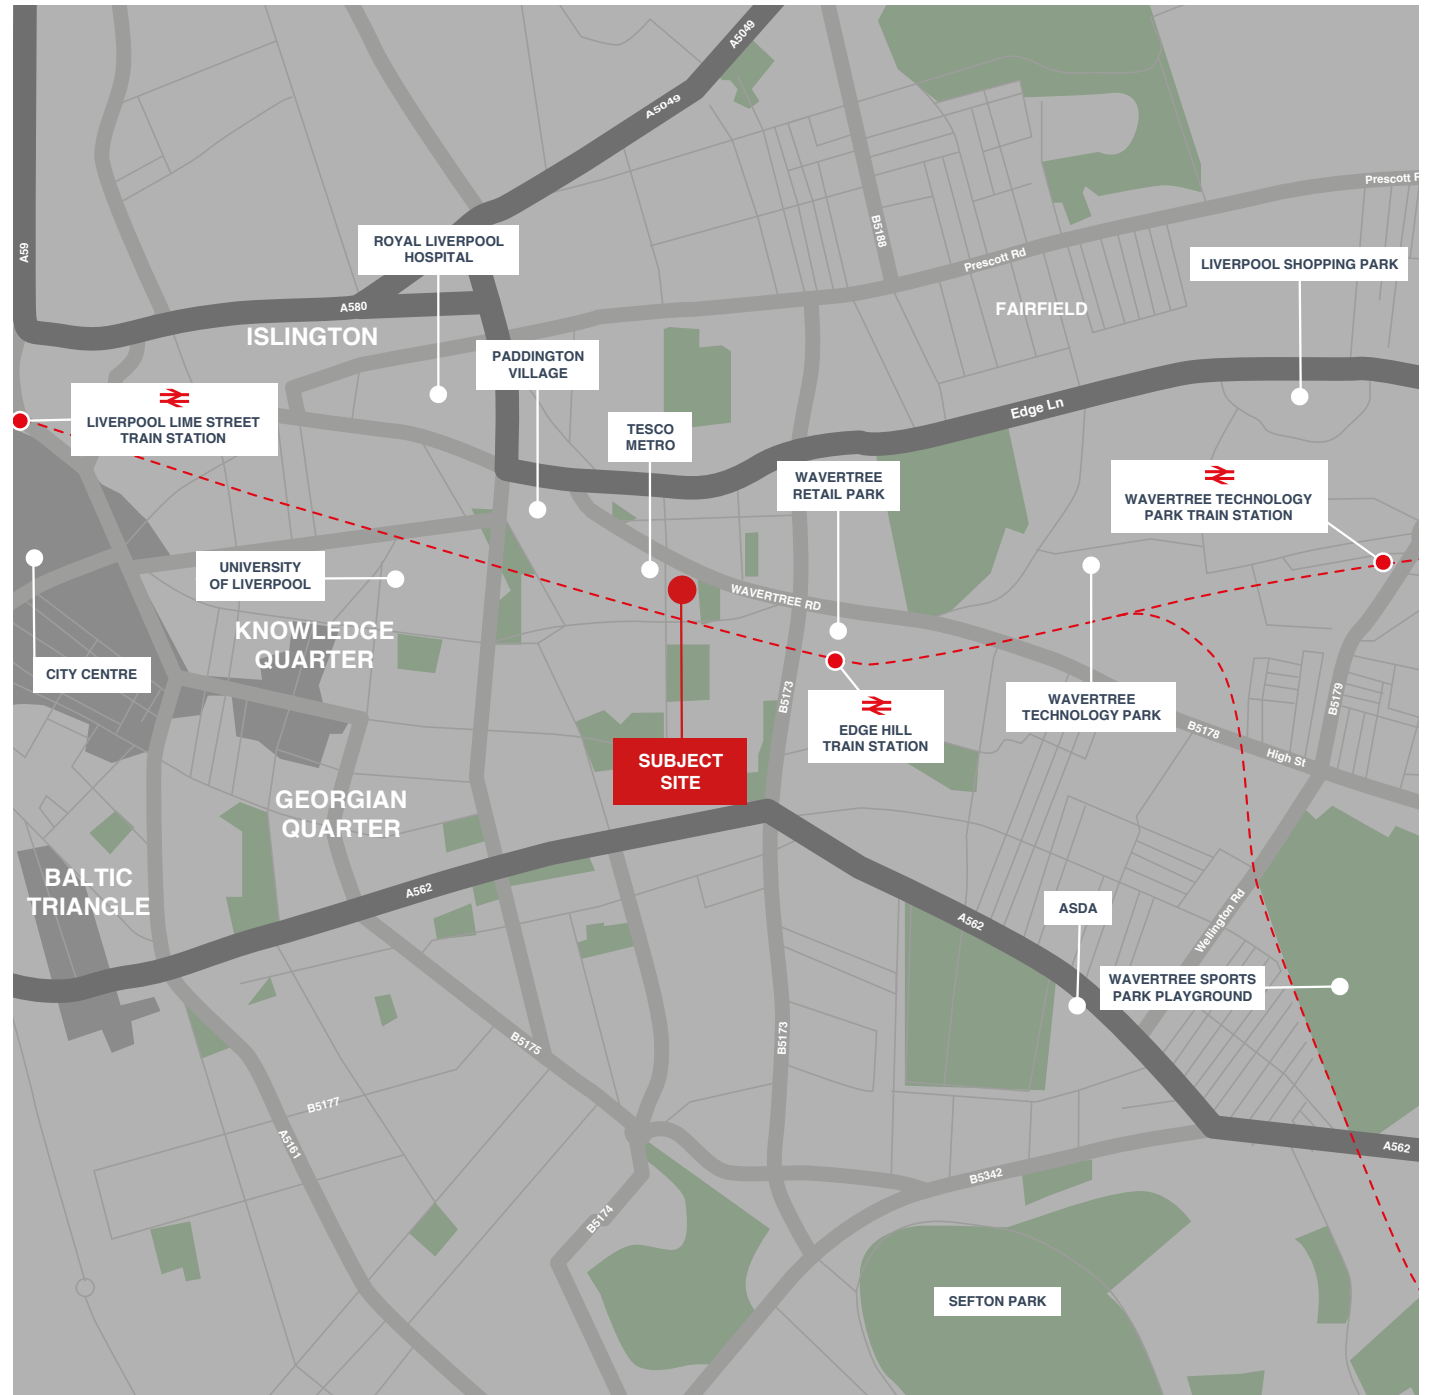 A5049
A5049
Prescott R
B5188
A59
ROYAL LIVERPOOL
HOSPITAL
Prescott Rd
LIVERPOOL SHOPPING PARK
A580
ISLINGTON
FAIRFIELD
PADDINGTON
VILLAGE
Edge Ln
LIVERPOOL LIME STREET
TRAIN STATION
TESCO
METRO
WAVERTREE
RETAIL PARK
WAVERTREE TECHNOLOGY
PARK TRAIN STATION
UNIVERSITY
OF LIVERPOOL
WAVERTREE RD
KNOWLEDGE
QUARTER
CITY CENTRE
B5173
WAVERTREE
TECHNOLOGY PARK
B5179
EDGE HILL
TRAIN STATION
B5178
High St
SUBJECT
SITE
GEORGIAN
QUARTER
BALTIC
TRIANGLE
A562
ASDA
A562
Wellington Rd
WAVERTREE SPORTS
PARK PLAYGROUND
B5175
B5173
B5177
A5161
A562
B5342
B5174
SEFTON PARK